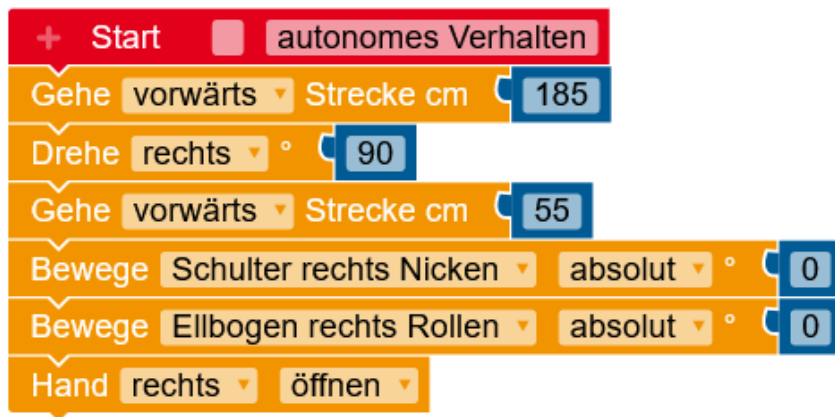 + Start autonomes Verhalten
Gehe vorwärts Strecke cm 185
Drehe rechts ° 90
Gehe vorwärts Strecke cm 55
Bewege Schulter rechts Nicken absolut ° 0
Bewege Ellbogen rechts Rollen absolut ° 0
Hand rechts öffnen